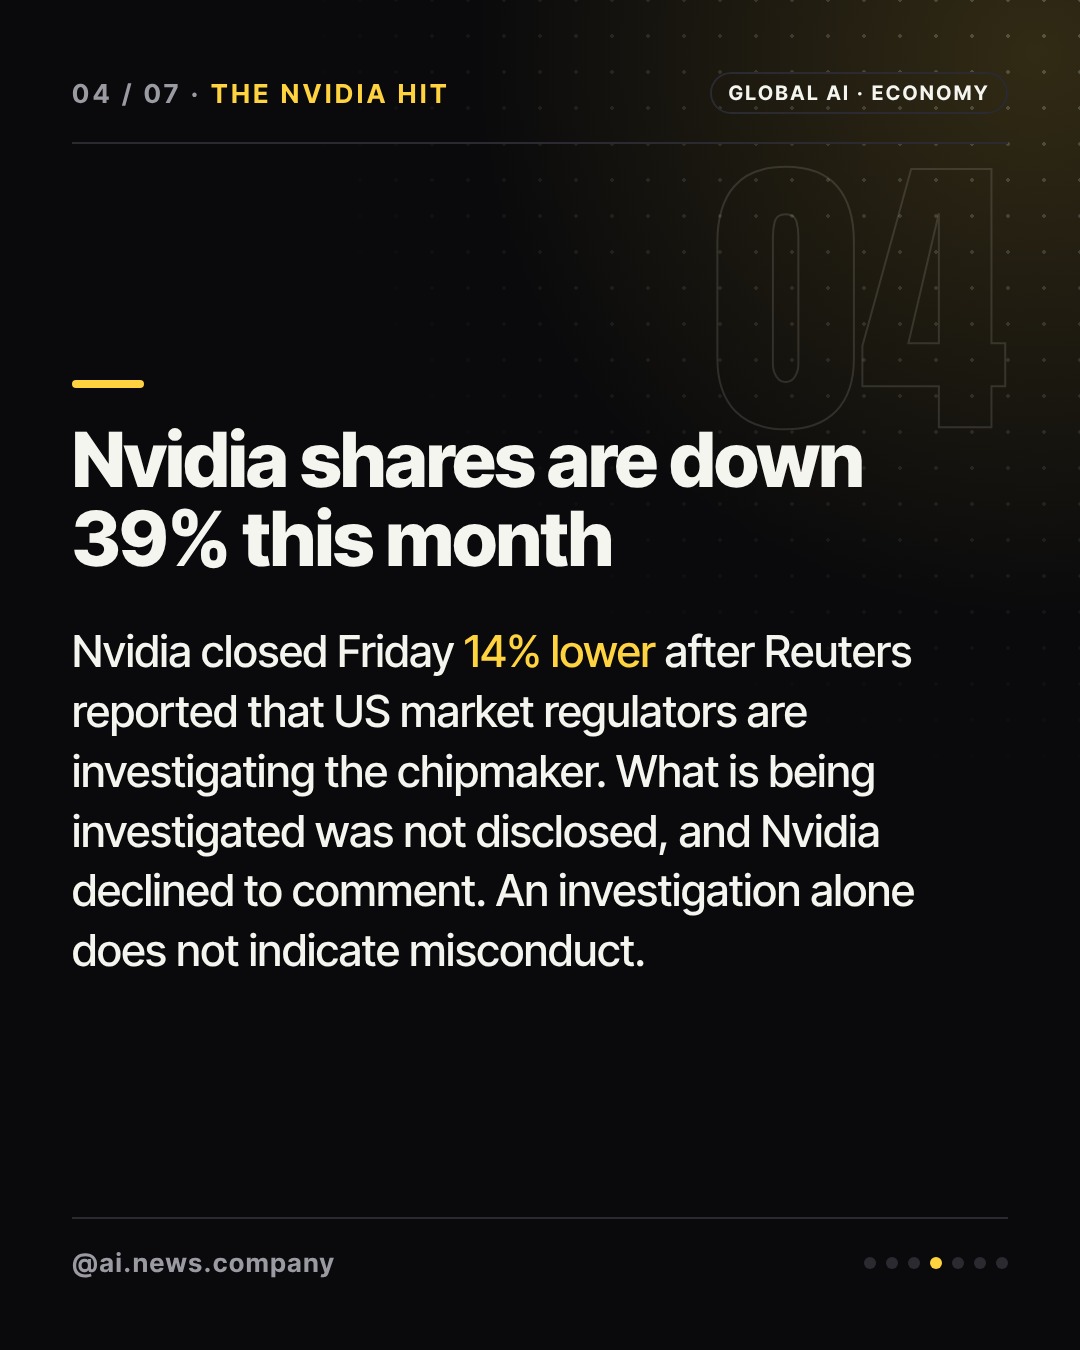 04 / 07 · THE NVIDIA HIT
GLOBAL AI · ECONOMY
04
Nvidia shares are down
39% this month
Nvidia closed Friday 14% lower after Reuters
reported that US market regulators are
investigating the chipmaker. What is being
investigated was not disclosed, and Nvidia
declined to comment. An investigation alone
does not indicate misconduct.
@ai.news.company